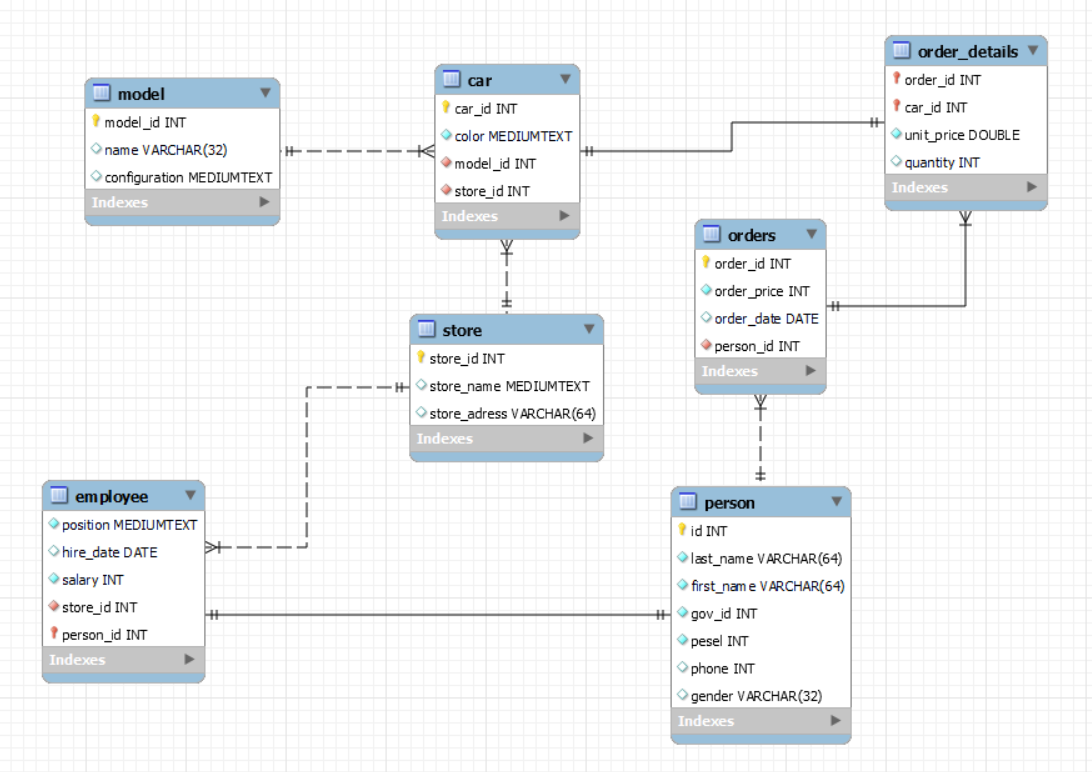 model
model_id INT
name VARCHAR(32)
configuration MEDIUMTEXT
Indexes
car
car_id INT
color MEDIUMTEXT
model_id INT
store_id INT
Indexes
order_details
order_id INT
car_id INT
unit_price DOUBLE
quantity INT
Indexes
orders
order_id INT
order_price INT
order_date DATE
person_id INT
Indexes
store
store_id INT
store_name MEDIUMTEXT
store_adress VARCHAR(64)
Indexes
employee
position MEDIUMTEXT
hire_date DATE
salary INT
store_id INT
person_id INT
Indexes
person
id INT
last_name VARCHAR(64)
first_name VARCHAR(64)
gov_id INT
pesel INT
phone INT
gender VARCHAR(32)
Indexes